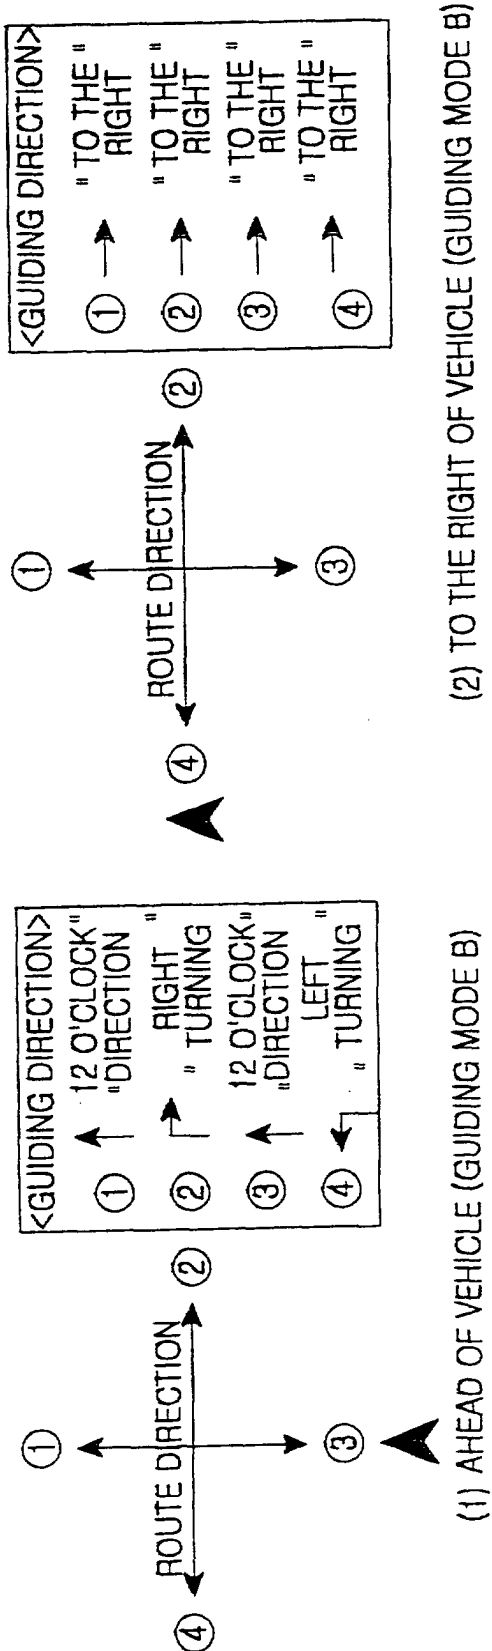 ①
ROUTE DIRECTION
④
②
③
<GUIDING DIRECTION>
① 12 O'CLOCK"
"DIRECTION
② RIGHT "
" TURNING
③ 12 O'CLOCK"
"DIRECTION
④ LEFT "
" TURNING
(1) AHEAD OF VEHICLE (GUIDING MODE B)
①
ROUTE DIRECTION
④
②
③
<GUIDING DIRECTION>
① " TO THE "
RIGHT
② " TO THE "
RIGHT
③ " TO THE "
RIGHT
④ " TO THE "
RIGHT
(2) TO THE RIGHT OF VEHICLE (GUIDING MODE B)